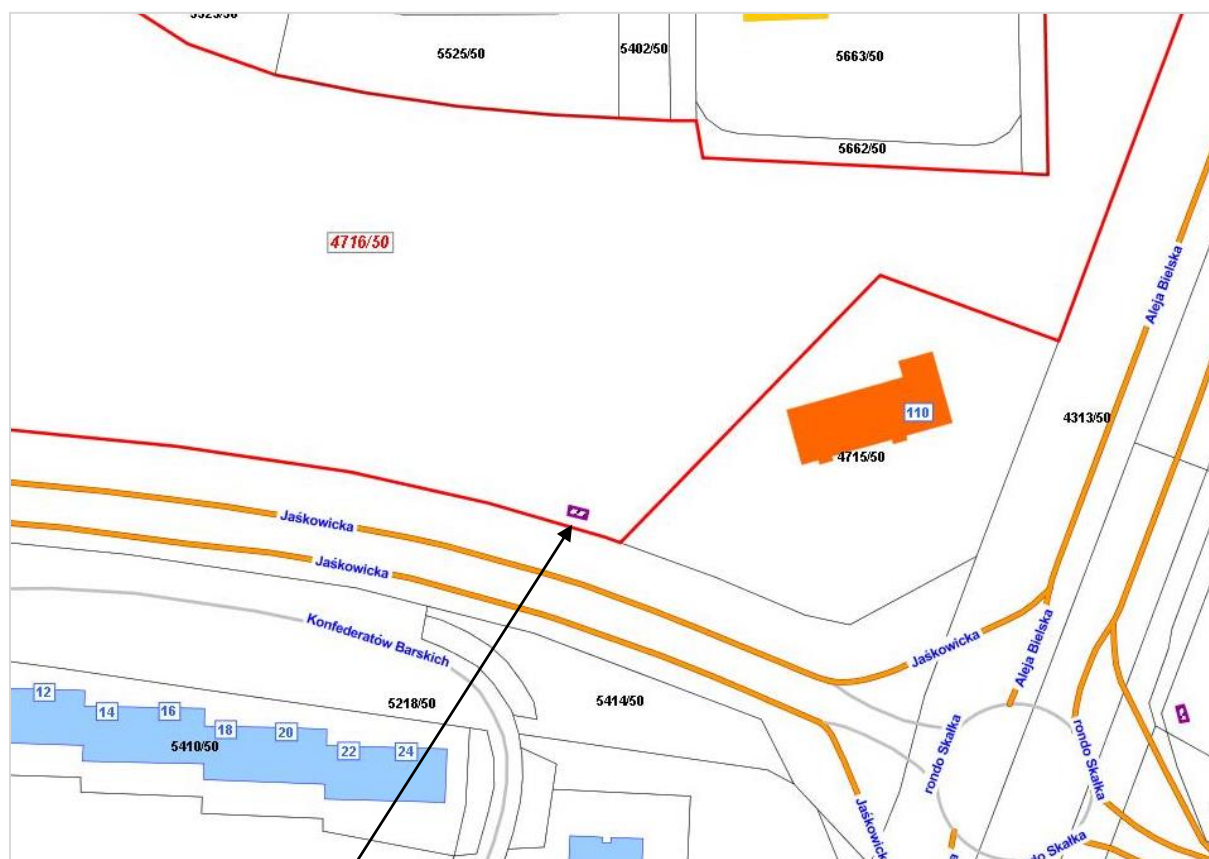 5525/50
5402/50
5663/50
5662/50
4716/50
Aleja Bielska
110
4313/50
4715/50
Jaśkowicka
Jaśkowicka
Konfederatów Barskich
Jaśkowicka
Aleja Bielska
12
14
16
18
20
22
24
5218/50
5414/50
5410/50
rondo Skałka
rondo Skałka
Jaśkowicka
Skałka